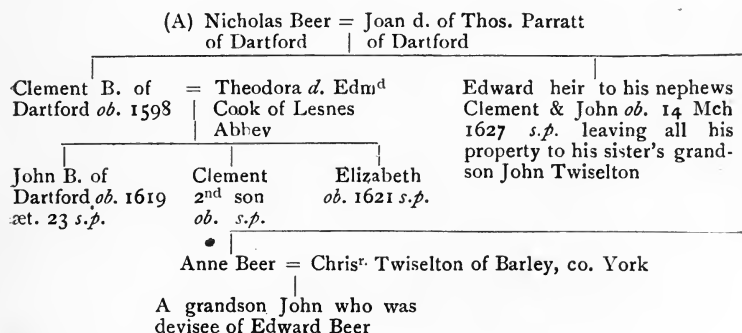 (A) Nicholas Beer = Joan d. of Thos. Parratt
of Dartford | of Dartford
Clement B. of = Theodora d. Edmᵈ
Dartford ob. 1598 | Cook of Lesnes
Abbey
Edward heir to his nephews
Clement & John ob. 14 Mch
1627 s.p. leaving all his
property to his sister's grand-
son John Twiselton
John B. of
Dartford ob. 1619
æt. 23 s.p.
Clement
2ⁿᵈ son
ob. s.p.
Elizabeth
ob. 1621 s.p.
Anne Beer = Chrisʳ· Twiselton of Barley, co. York
A grandson John who was
devisee of Edward Beer